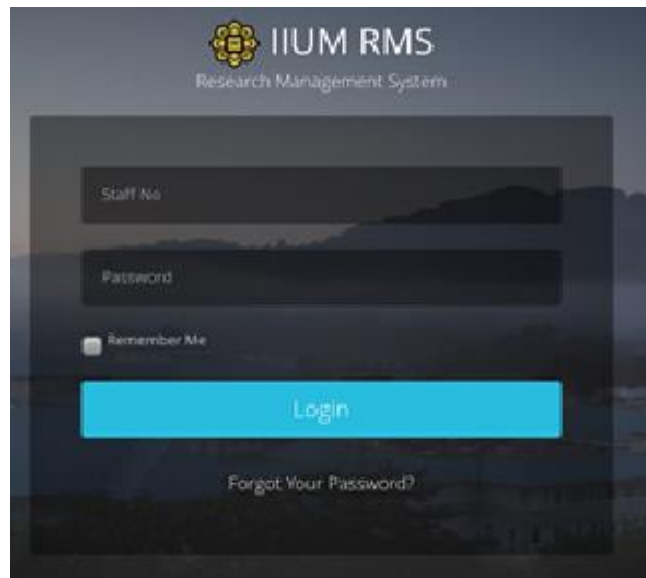 IIUM RMS
Research Management System
Staff No
Password
Remember Me
Login
Forgot Your Password?